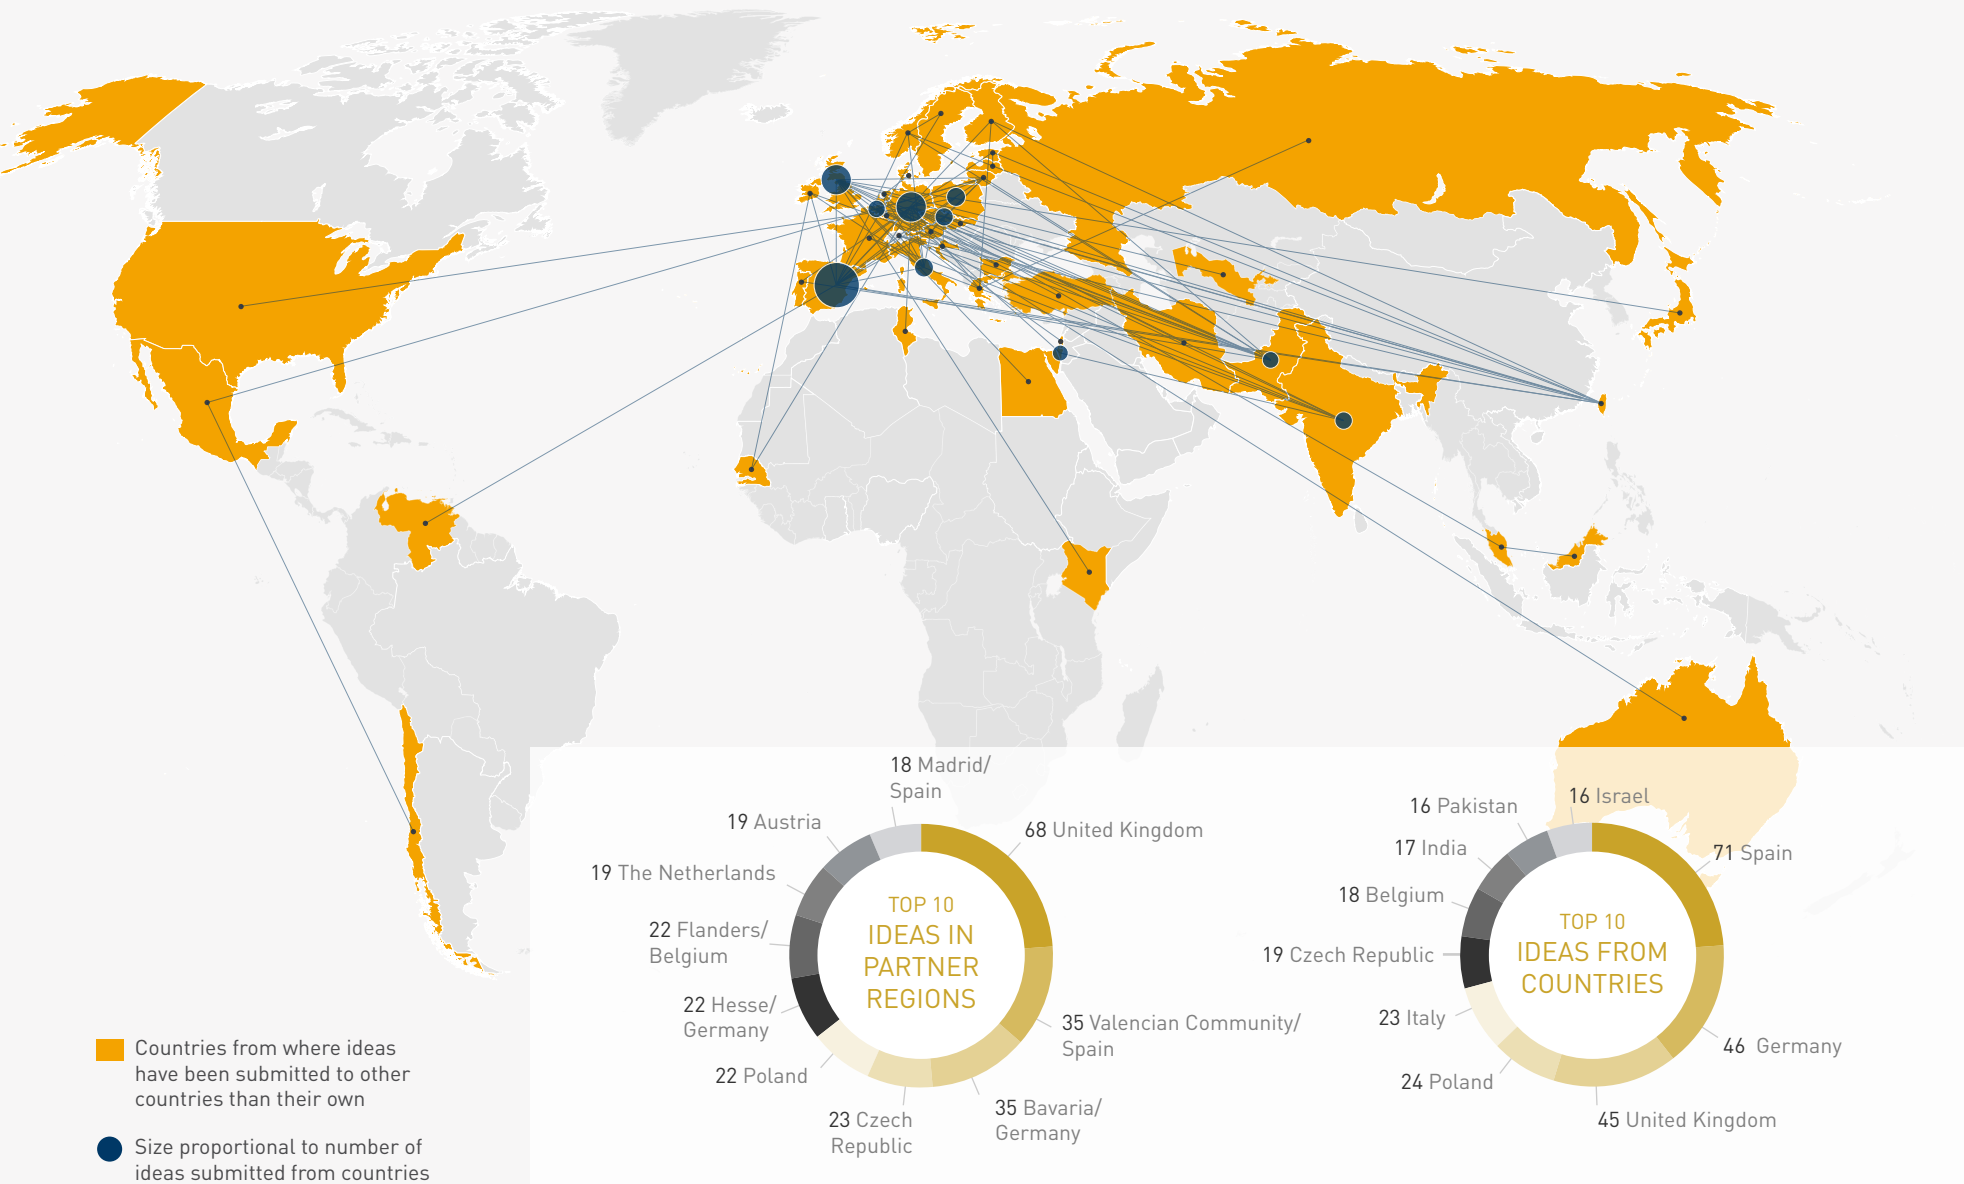 18 Madrid/
Spain
19 Austria
68 United Kingdom
19 The Netherlands
22 Flanders/
Belgium
22 Hesse/
Germany
35 Valencian Community/
Spain
22 Poland
23 Czech
Republic
35 Bavaria/
Germany
TOP 10
IDEAS IN
PARTNER
REGIONS
16 Pakistan
16 Israel
17 India
71 Spain
18 Belgium
19 Czech Republic
23 Italy
46 Germany
24 Poland
45 United Kingdom
TOP 10
IDEAS FROM
COUNTRIES
Countries from where ideas
have been submitted to other
countries than their own
Size proportional to number of
ideas submitted from countries